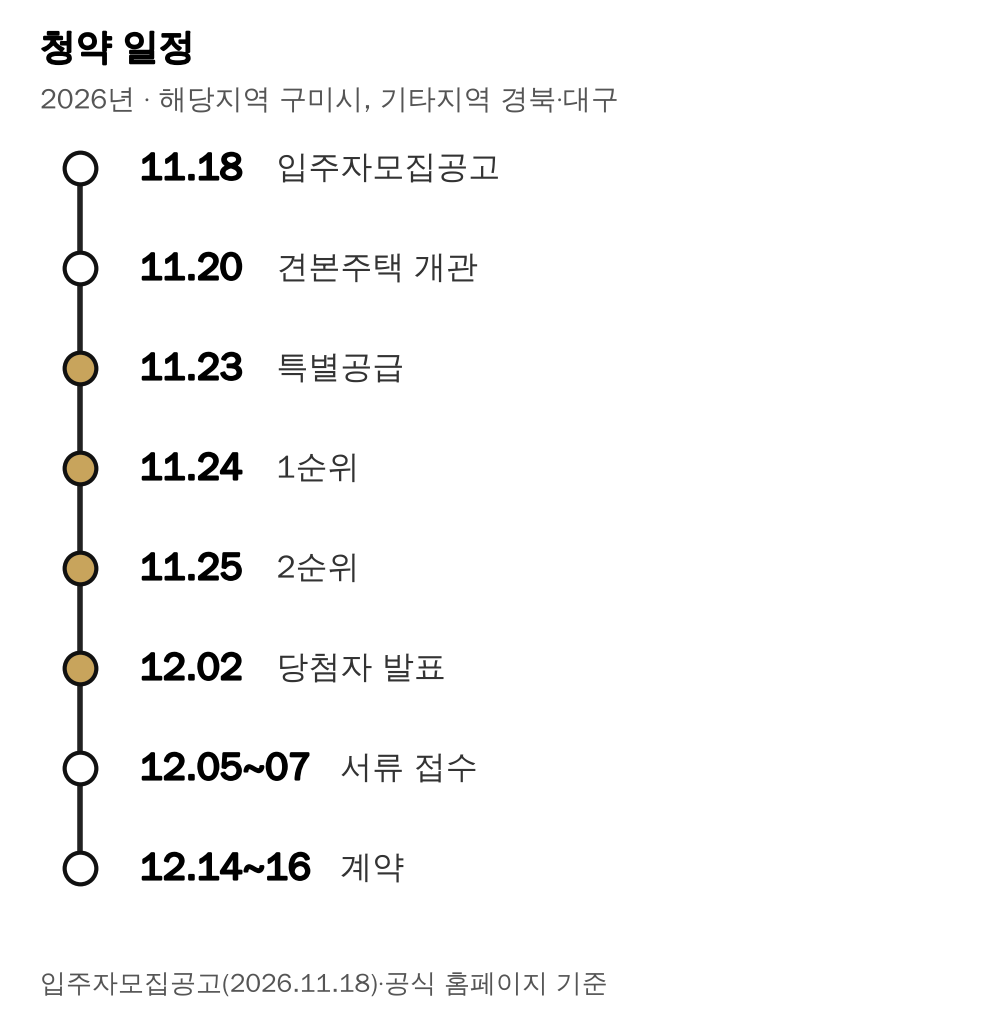 청약 일정
2026년 · 해당지역 구미시, 기타지역 경북·대구
11.18 입주자모집공고
11.20 견본주택 개관
11.23 특별공급
11.24 1순위
11.25 2순위
12.02 당첨자 발표
12.05~07 서류 접수
12.14~16 계약
입주자모집공고(2026.11.18)·공식 홈페이지 기준